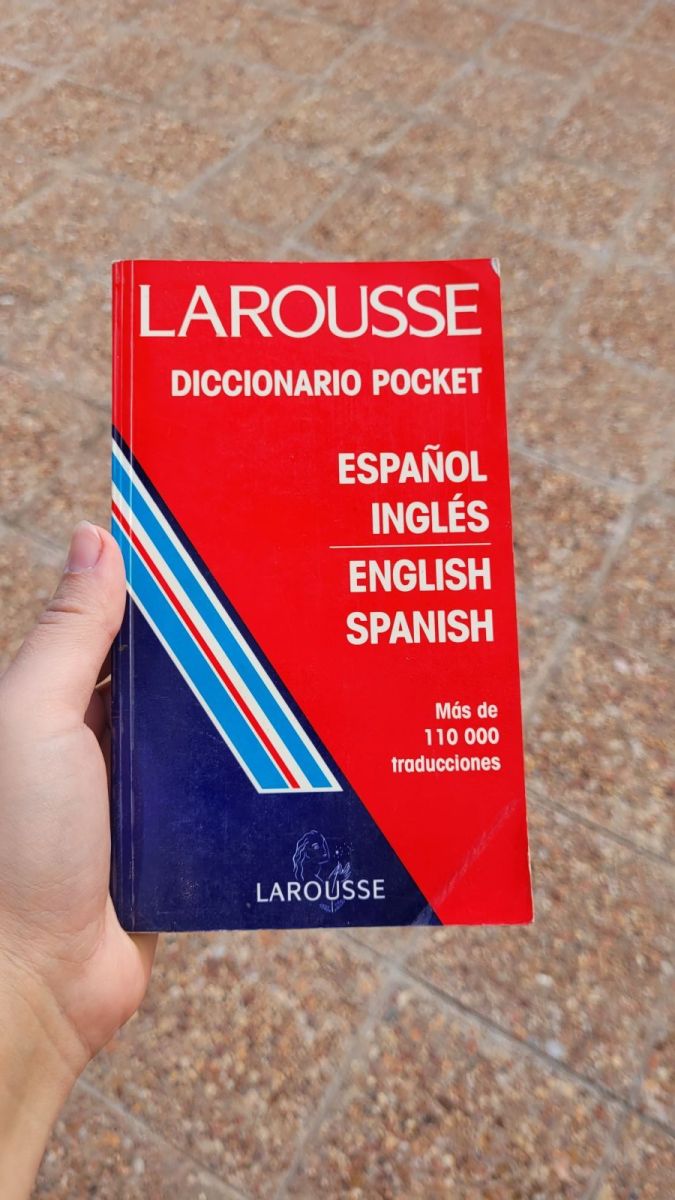 LAROUSSE
DICCIONARIO POCKET
ESPAÑOL
INGLÉS
ENGLISH
SPANISH
Más de
110 000
traducciones
LAROUSSE